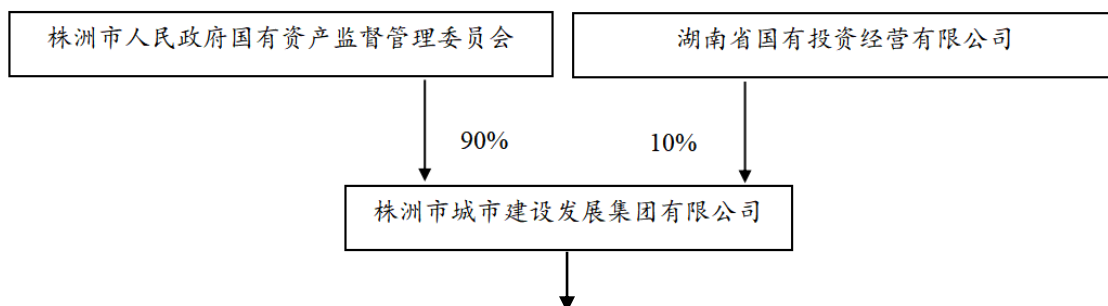 株洲市人民政府国有资产监督管理委员会
湖南省国有投资经营有限公司
90%
10%
株洲市城市建设发展集团有限公司